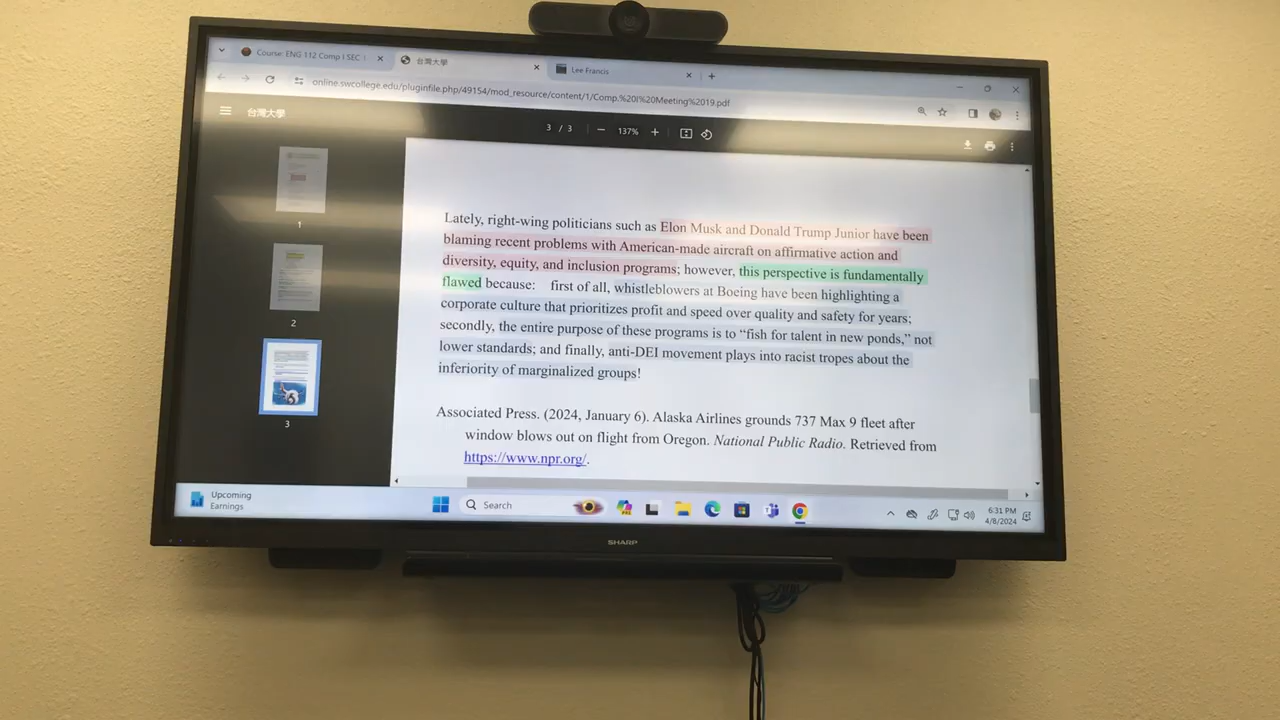 Course: ENG 112 Comp I SEC
台灣大學
Lee Francis
online.swcollege.edu/pluginfile.php/49154/mod_resource/content/1/Comp.%20I%20Meeting%2019.pdf
台灣大學
3 / 3
137%
1
2
3
Lately, right-wing politicians such as Elon Musk and Donald Trump Junior have been
blaming recent problems with American-made aircraft on affirmative action and
diversity, equity, and inclusion programs; however, this perspective is fundamentally
flawed because: first of all, whistleblowers at Boeing have been highlighting a
corporate culture that prioritizes profit and speed over quality and safety for years;
secondly, the entire purpose of these programs is to “fish for talent in new ponds,” not
lower standards; and finally, anti-DEI movement plays into racist tropes about the
inferiority of marginalized groups!
Associated Press. (2024, January 6). Alaska Airlines grounds 737 Max 9 fleet after
window blows out on flight from Oregon. National Public Radio. Retrieved from
https://www.npr.org/.
Upcoming
Earnings
Search
6:31 PM
4/8/2024
SHARP